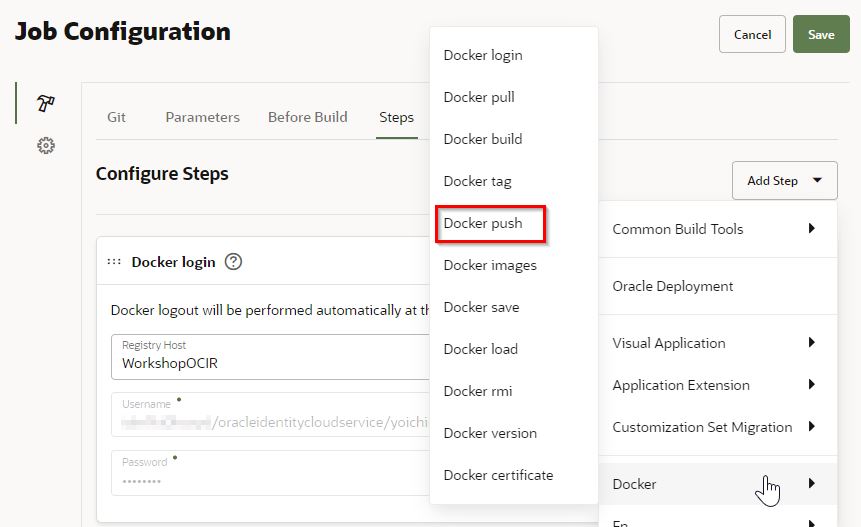 Job Configuration
Cancel
Save
Git
Parameters
Before Build
Steps
Configure Steps
Add Step
Docker login
Docker logout will be performed automatically at th
Registry Host
WorkshopOCIR
Username
/oracleidentitycloudservice/yoichi
Password
Docker login
Docker pull
Docker build
Docker tag
Docker push
Docker images
Docker save
Docker load
Docker rmi
Docker version
Docker certificate
Common Build Tools
Oracle Deployment
Visual Application
Application Extension
Customization Set Migration
Docker